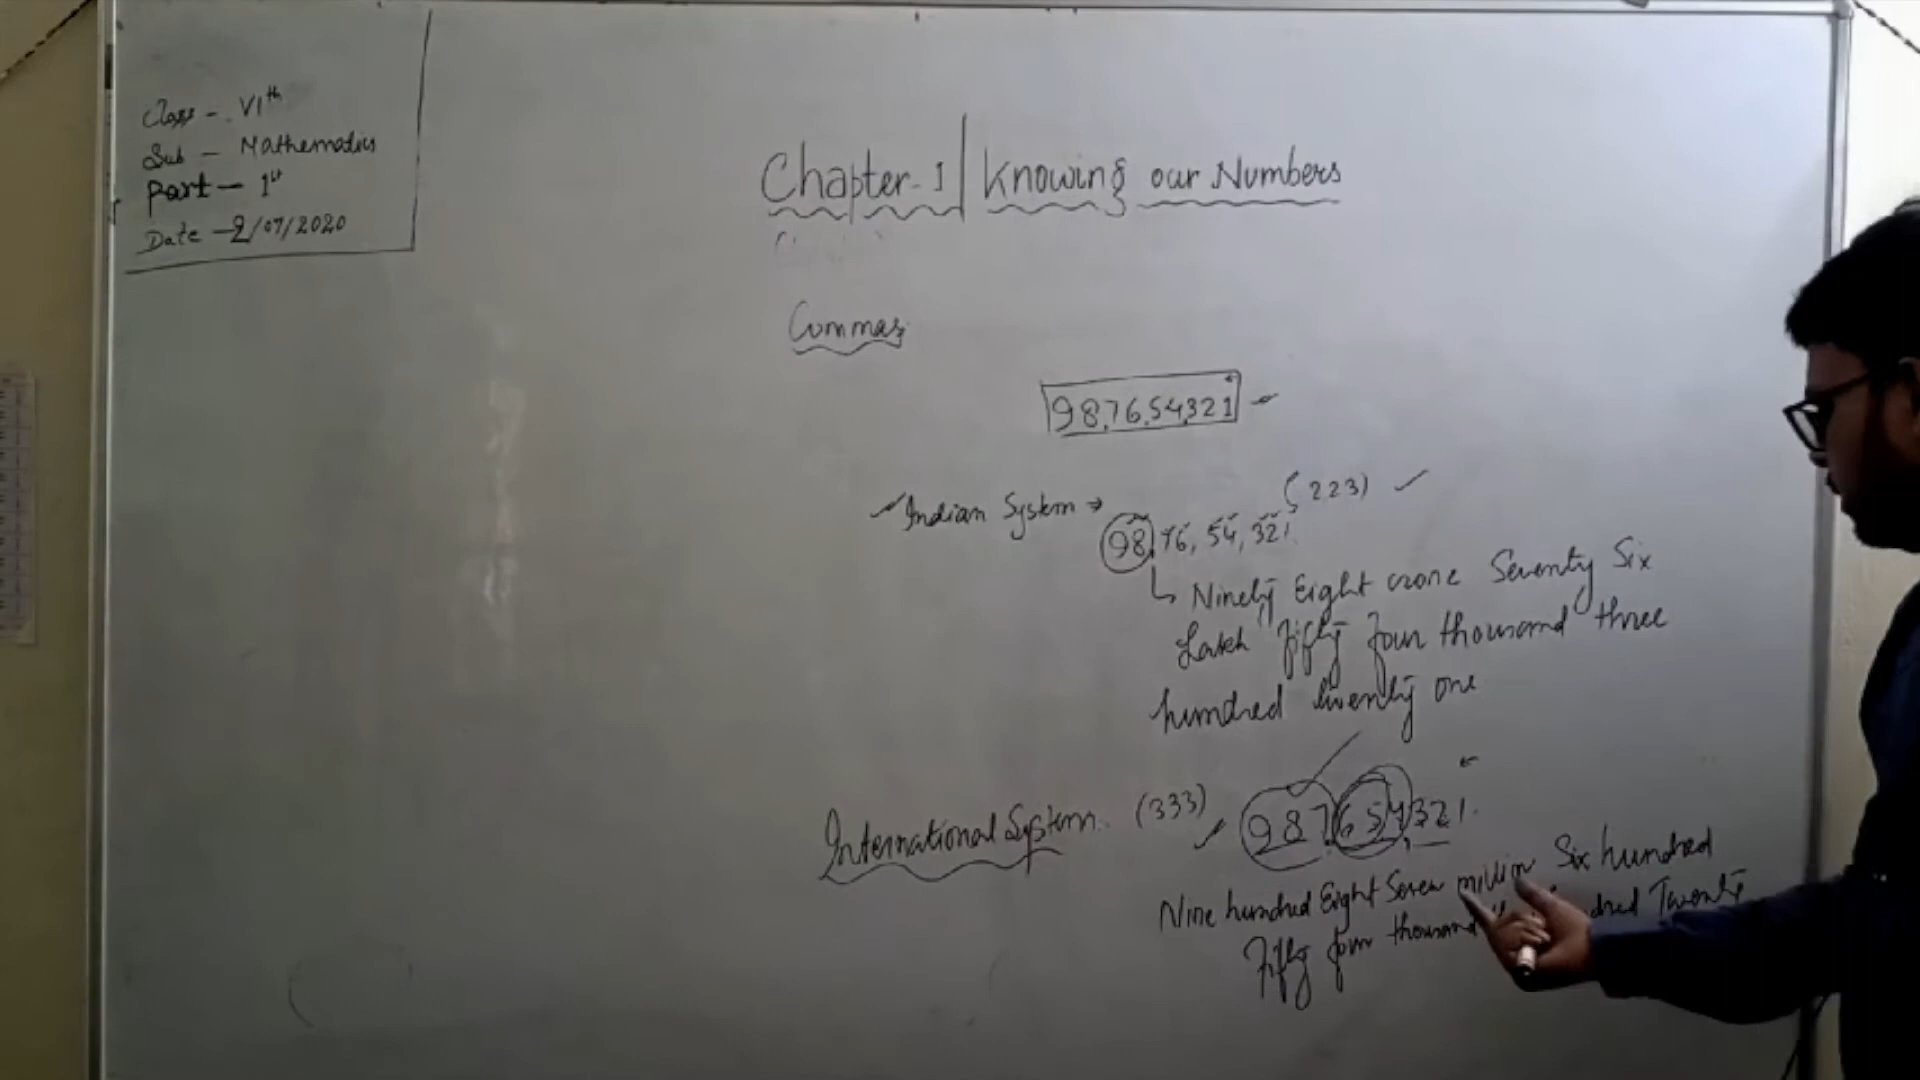 Class - VIth
Sub - Mathematics
Part - 1st
Date - 2/07/2020
Chapter-1 | Knowing our Numbers
Commas
98,76,54,321
Indian System → (223)
98,76,54,321
Ninety Eight crore Seventy Six
Lakh fifty four thousand three
hundred twenty one
International System (333) 987,654,321
Nine hundred Eight Seven million Six hundred
Fifty four thousand Twenty